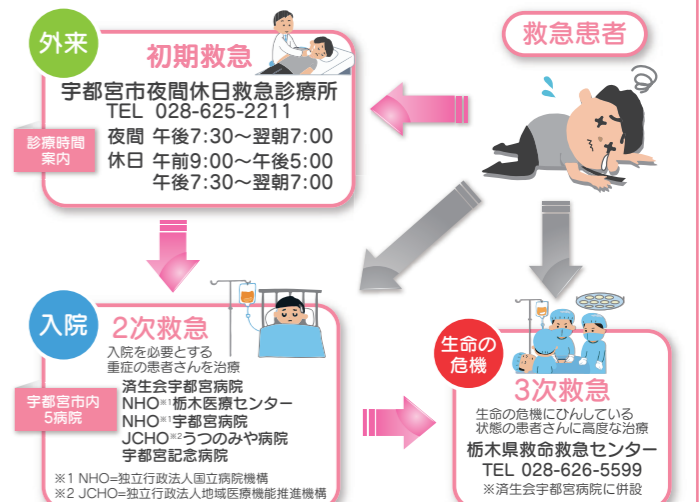 救急患者
外来
初期救急
宇都宮市夜間休日救急診療所
TEL 028-625-2211
診療時間
案内
夜間 午後7:30～翌朝7:00
休日 午前9:00～午後5:00
午後7:30～翌朝7:00
入院
2次救急
入院を必要とする
重症の患者さんを治療
宇都宮市内
5病院
済生会宇都宮病院
NHO※1栃木医療センター
NHO※1宇都宮病院
JCHO※2うつのみや病院
宇都宮記念病院
※1 NHO=独立行政法人国立病院機構
※2 JCHO=独立行政法人地域医療機能推進機構
生命の
危機
3次救急
生命の危機にひんしている
状態の患者さんに高度な治療
栃木県救命救急センター
TEL 028-626-5599
※済生会宇都宮病院に併設